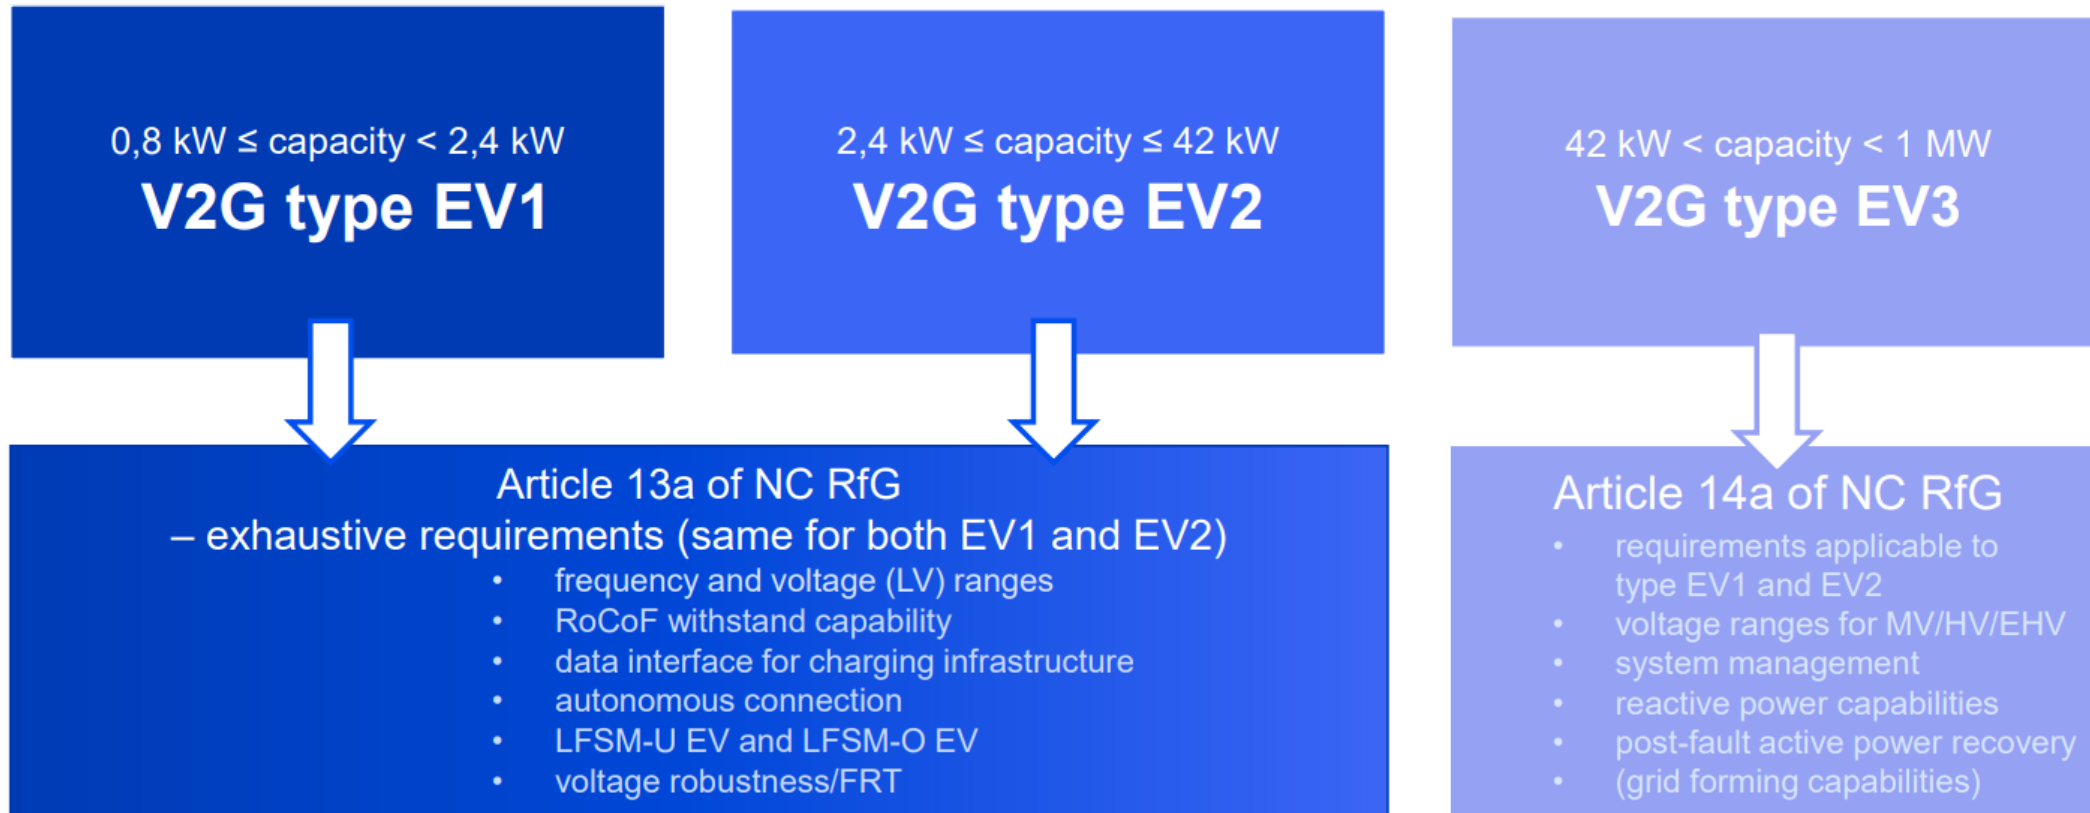 0,8 kW ≤ capacity < 2,4 kW
V2G type EV1
2,4 kW ≤ capacity ≤ 42 kW
V2G type EV2
42 kW < capacity < 1 MW
V2G type EV3
Article 13a of NC RfG
– exhaustive requirements (same for both EV1 and EV2)
• frequency and voltage (LV) ranges
• RoCoF withstand capability
• data interface for charging infrastructure
• autonomous connection
• LFSM-U EV and LFSM-O EV
• voltage robustness/FRT
Article 14a of NC RfG
• requirements applicable to
type EV1 and EV2
• voltage ranges for MV/HV/EHV
• system management
• reactive power capabilities
• post-fault active power recovery
• (grid forming capabilities)